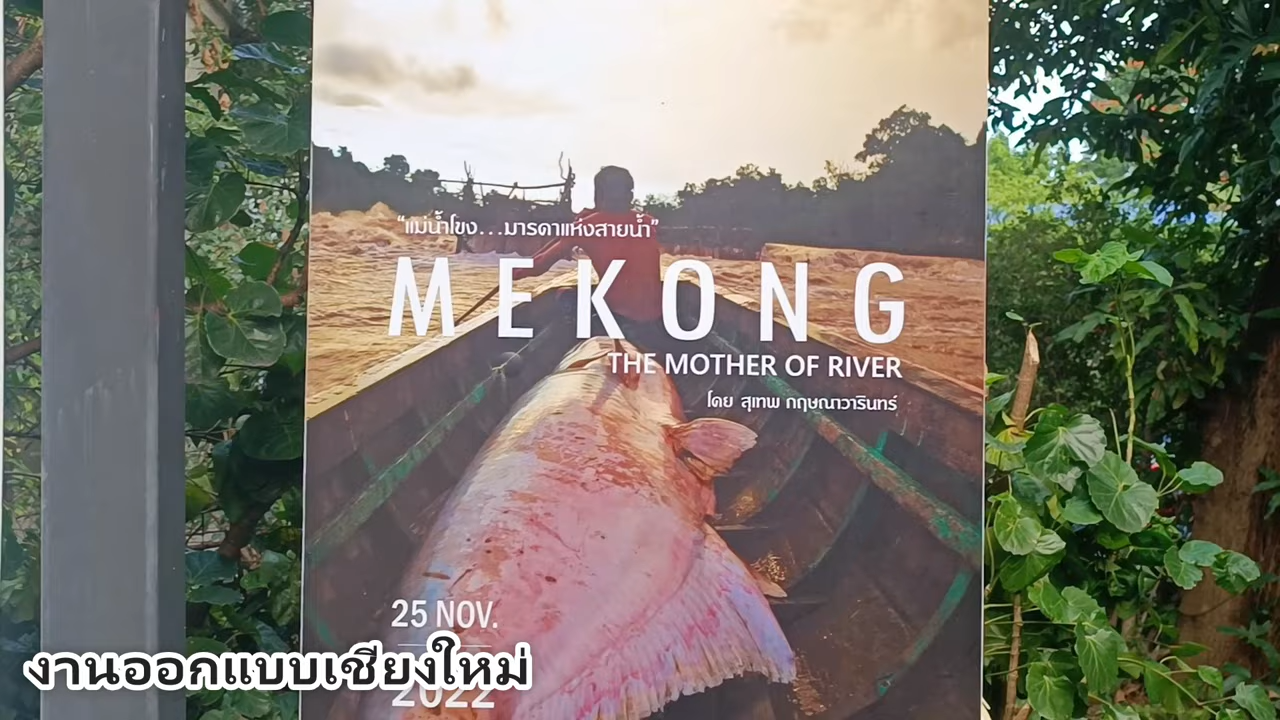 “แม่น้ำโขง...มารดาแห่งสายน้ำ”
MEKONG
THE MOTHER OF RIVER
โดย สุเทพ กฤษณาวารินทร์
25 NOV.
2022
งานออกแบบเชียงใหม่